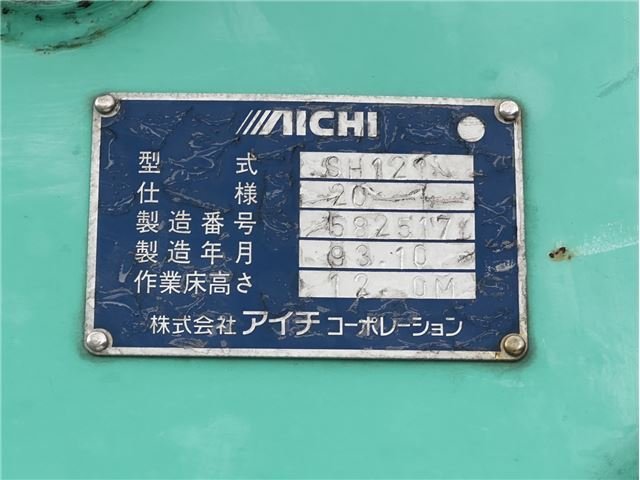 AICHI
型式 SH121
仕様 20
製造番号 582517
製造年月 93.10
作業床高さ 12.0M
株式会社 アイチ コーポレーション